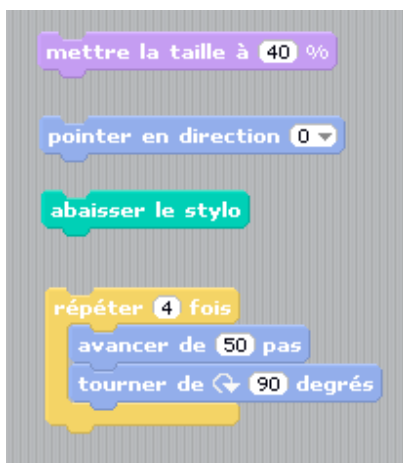 mettre la taille à 40 %
pointer en direction 0
abaisser le stylo
répéter 4 fois
avancer de 50 pas
tourner de 90 degrés